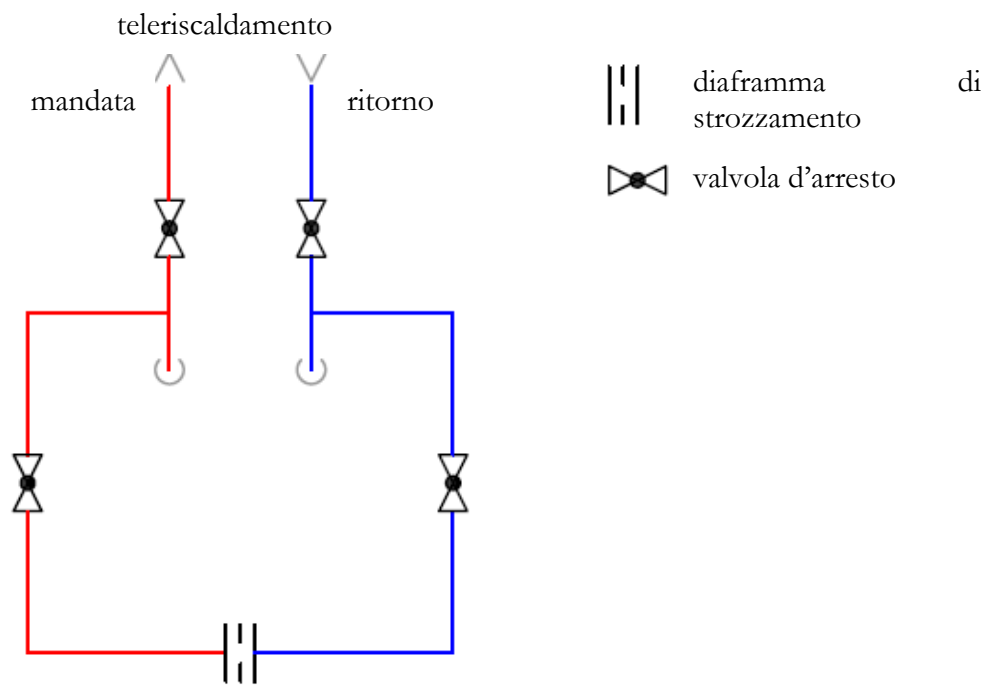 teleriscaldamento
mandata
ritorno
diaframma di
strozzamento
valvola d’arresto